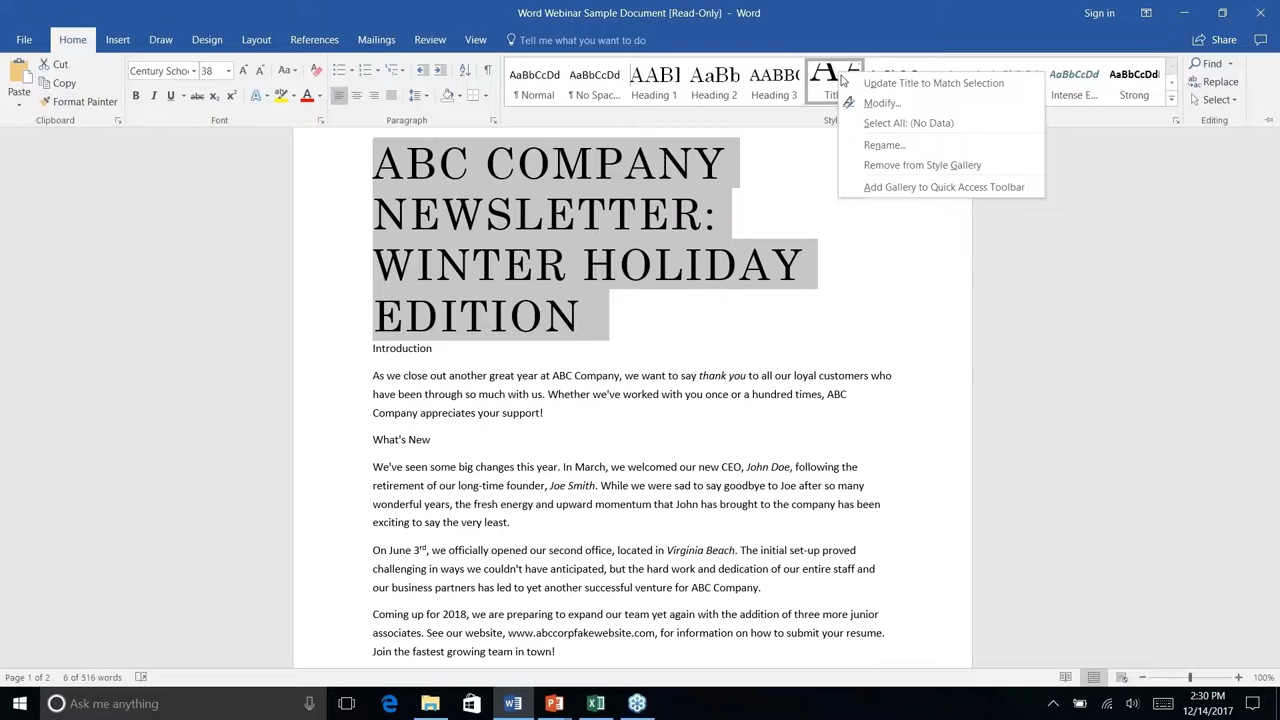 Word Webinar Sample Document [Read-Only] - Word
Sign in
File Home Insert Draw Design Layout References Mailings Review View Tell me what you want to do Share
Paste
Cut
Copy
Format Painter
Clipboard
Century School
38
Font
Paragraph
AaBbCcDd AaBbCcDd AABI AaBb AABBC
¶ Normal ¶ No Spac... Heading 1 Heading 2 Heading 3
AaBbCcDd AaBbCcDd
Intense E... Strong
Find
Replace
Select
Editing
Update Title to Match Selection
Modify...
Select All: (No Data)
Rename...
Remove from Style Gallery
Add Gallery to Quick Access Toolbar
ABC COMPANY
NEWSLETTER:
WINTER HOLIDAY
EDITION
Introduction
As we close out another great year at ABC Company, we want to say thank you to all our loyal customers who
have been through so much with us. Whether we've worked with you once or a hundred times, ABC
Company appreciates your support!
What's New
We've seen some big changes this year. In March, we welcomed our new CEO, John Doe, following the
retirement of our long-time founder, Joe Smith. While we were sad to say goodbye to Joe after so many
wonderful years, the fresh energy and upward momentum that John has brought to the company has been
exciting to say the very least.
On June 3rd, we officially opened our second office, located in Virginia Beach. The initial set-up proved
challenging in ways we couldn't have anticipated, but the hard work and dedication of our entire staff and
our business partners has led to yet another successful venture for ABC Company.
Coming up for 2018, we are preparing to expand our team yet again with the addition of three more junior
associates. See our website, www.abccorpfakewebsite.com, for information on how to submit your resume.
Join the fastest growing team in town!
Page 1 of 2 6 of 516 words
100%
Ask me anything
2:30 PM
12/14/2017